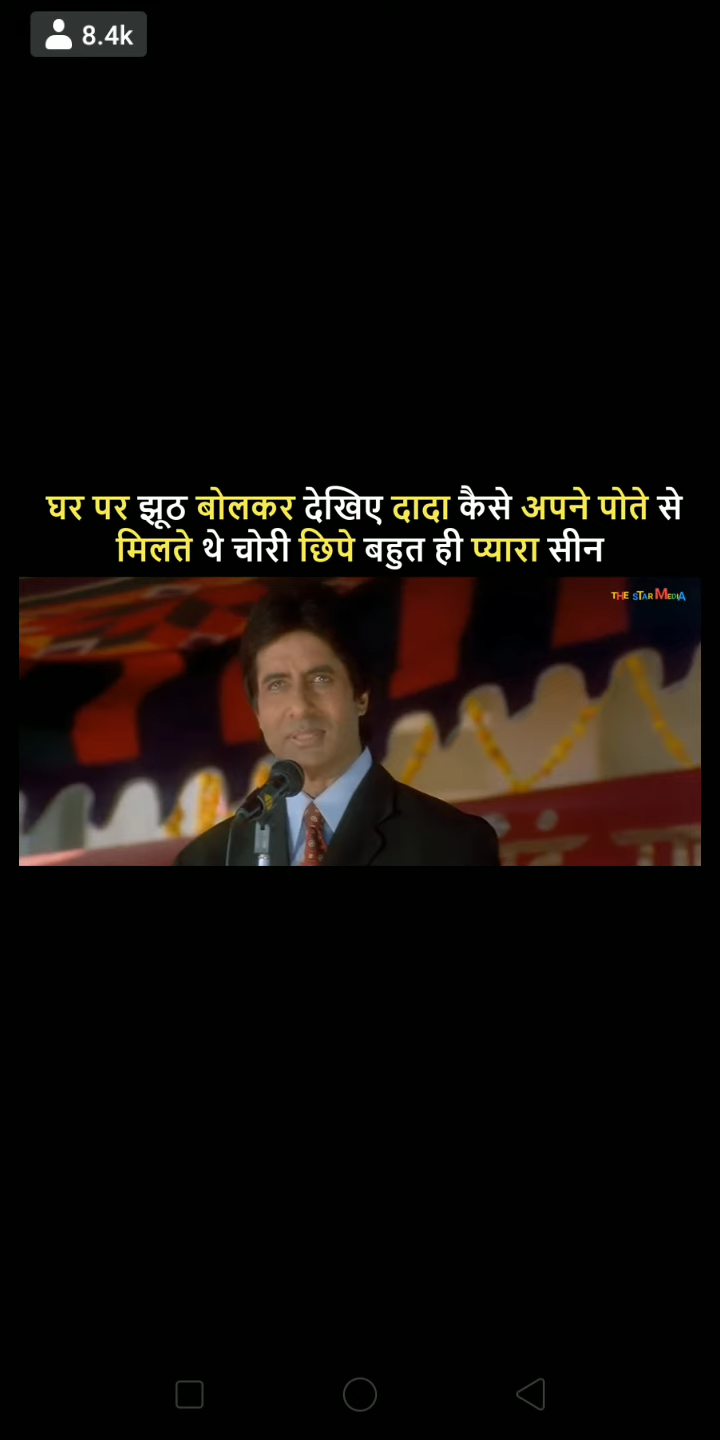 8.4k
घर पर झूठ बोलकर देखिए दादा कैसे अपने पोते से
मिलते थे चोरी छिपे बहुत ही प्यारा सीन
THE STAR MEDIA